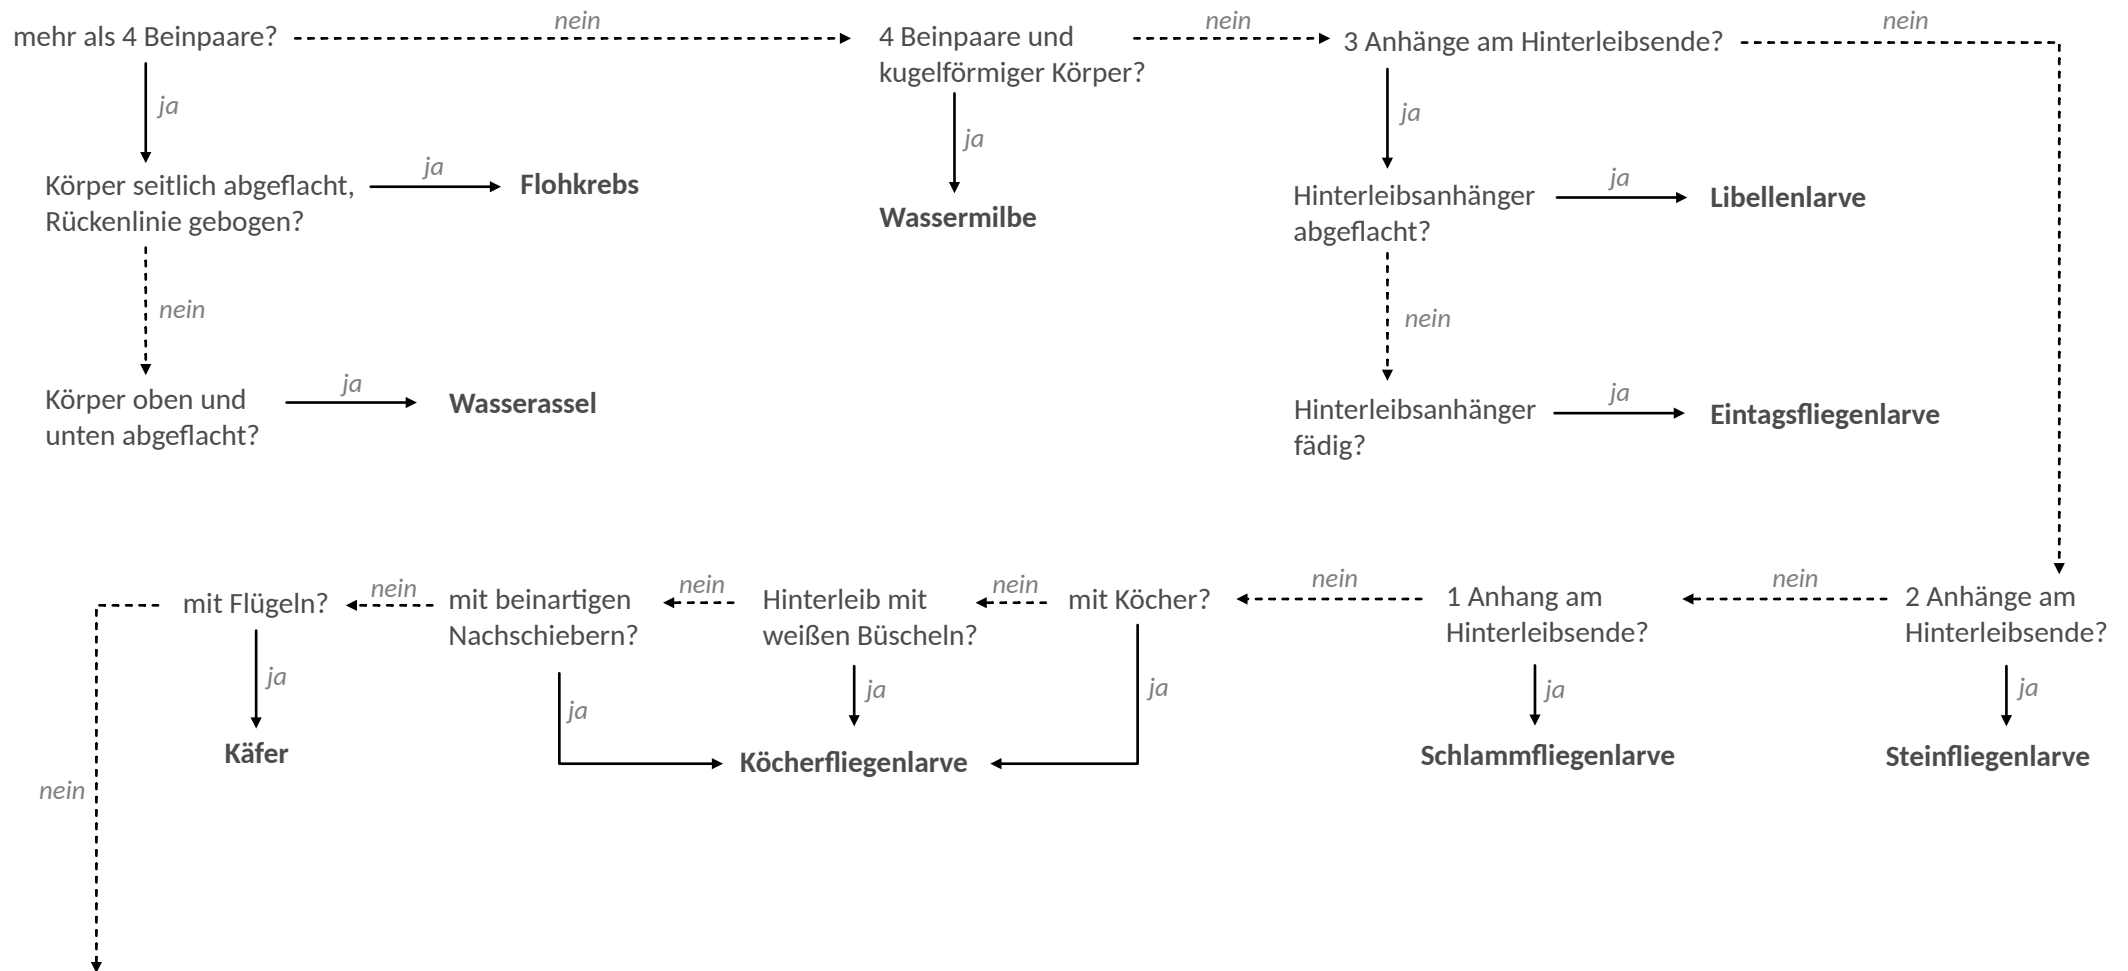 mehr als 4 Beinpaare?
nein
4 Beinpaare und
kugelförmiger Körper?
nein
3 Anhänge am Hinterleibsende?
nein
ja
ja
ja
Körper seitlich abgeflacht,
Rückenlinie gebogen?
ja
Flohkrebs
Wassermilbe
Hinterleibsanhänger
abgeflacht?
ja
Libellenlarve
nein
nein
Körper oben und
unten abgeflacht?
ja
Wasserassel
Hinterleibsanhänger
fädig?
ja
Eintagsfliegenlarve
mit Flügeln?
nein
mit beinartigen
Nachschiebern?
nein
Hinterleib mit
weißen Büscheln?
nein
mit Köcher?
nein
1 Anhang am
Hinterleibsende?
nein
2 Anhänge am
Hinterleibsende?
ja
ja
ja
ja
ja
ja
Käfer
Köcherfliegenlarve
Schlammfliegenlarve
Steinfliegenlarve
nein